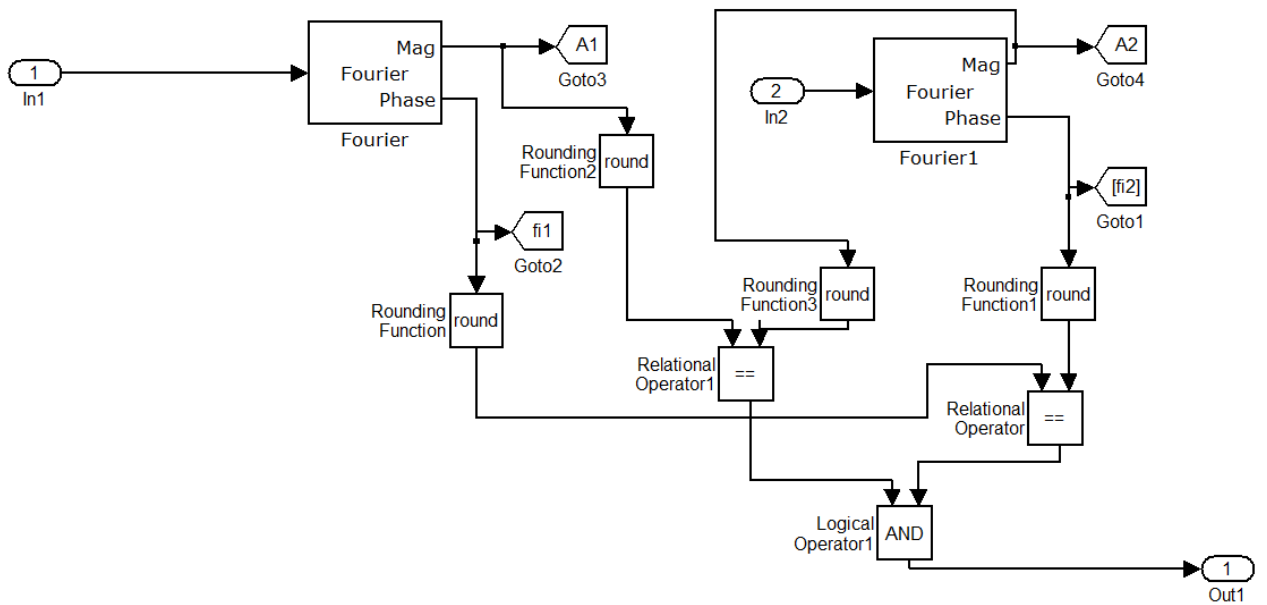 1
In1
Mag
Fourier
Phase
Fourier
A1
Goto3
Rounding
Function2
round
fi1
Goto2
Rounding
Function
round
2
In2
Mag
Fourier
Phase
Fourier1
A2
Goto4
[fi2]
Goto1
Rounding
Function3
round
Rounding
Function1
round
Relational
Operator1
==
Relational
Operator
==
Logical
Operator1
AND
1
Out1